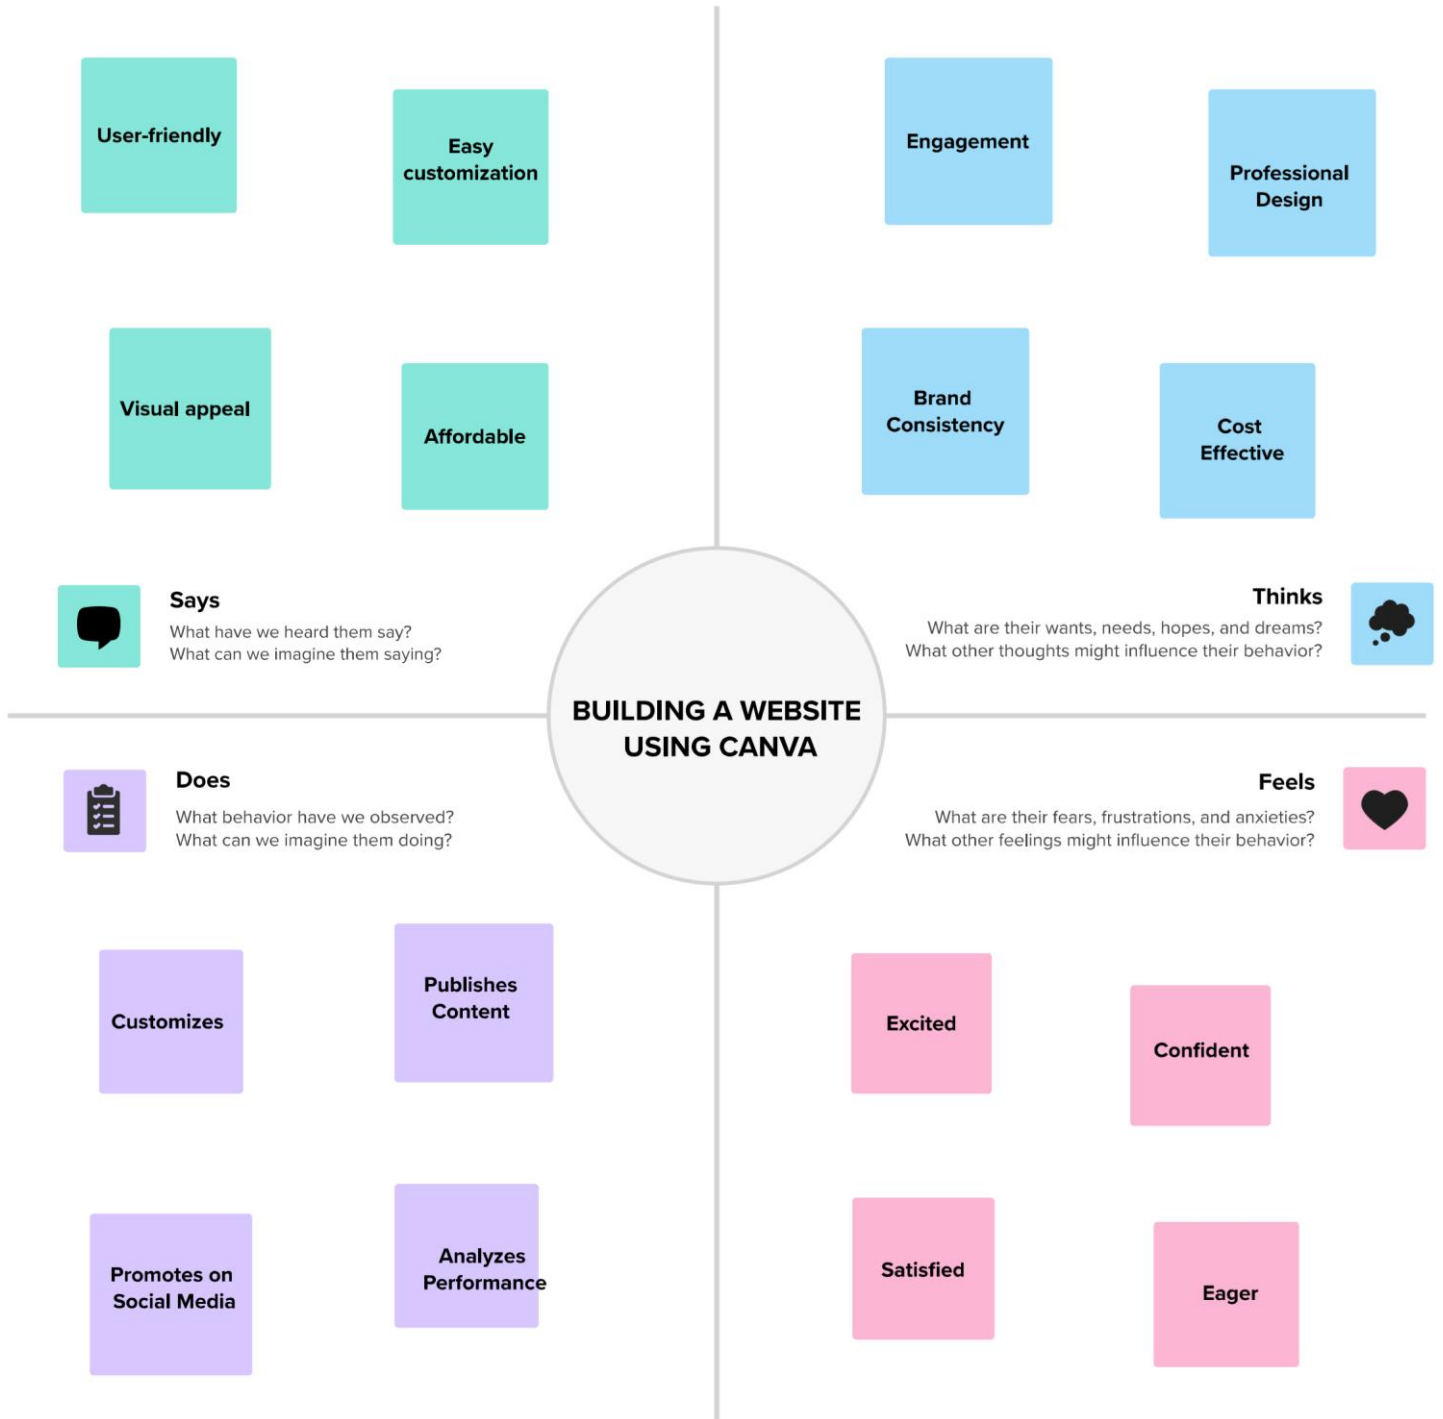 User-friendly
Easy
customization
Visual appeal
Affordable
Says
What have we heard them say?
What can we imagine them saying?
Engagement
Professional
Design
Brand
Consistency
Cost
Effective
Thinks
What are their wants, needs, hopes, and dreams?
What other thoughts might influence their behavior?
BUILDING A WEBSITE
USING CANVA
Does
What behavior have we observed?
What can we imagine them doing?
Customizes
Publishes
Content
Promotes on
Social Media
Analyzes
Performance
Feels
What are their fears, frustrations, and anxieties?
What other feelings might influence their behavior?
Excited
Confident
Satisfied
Eager